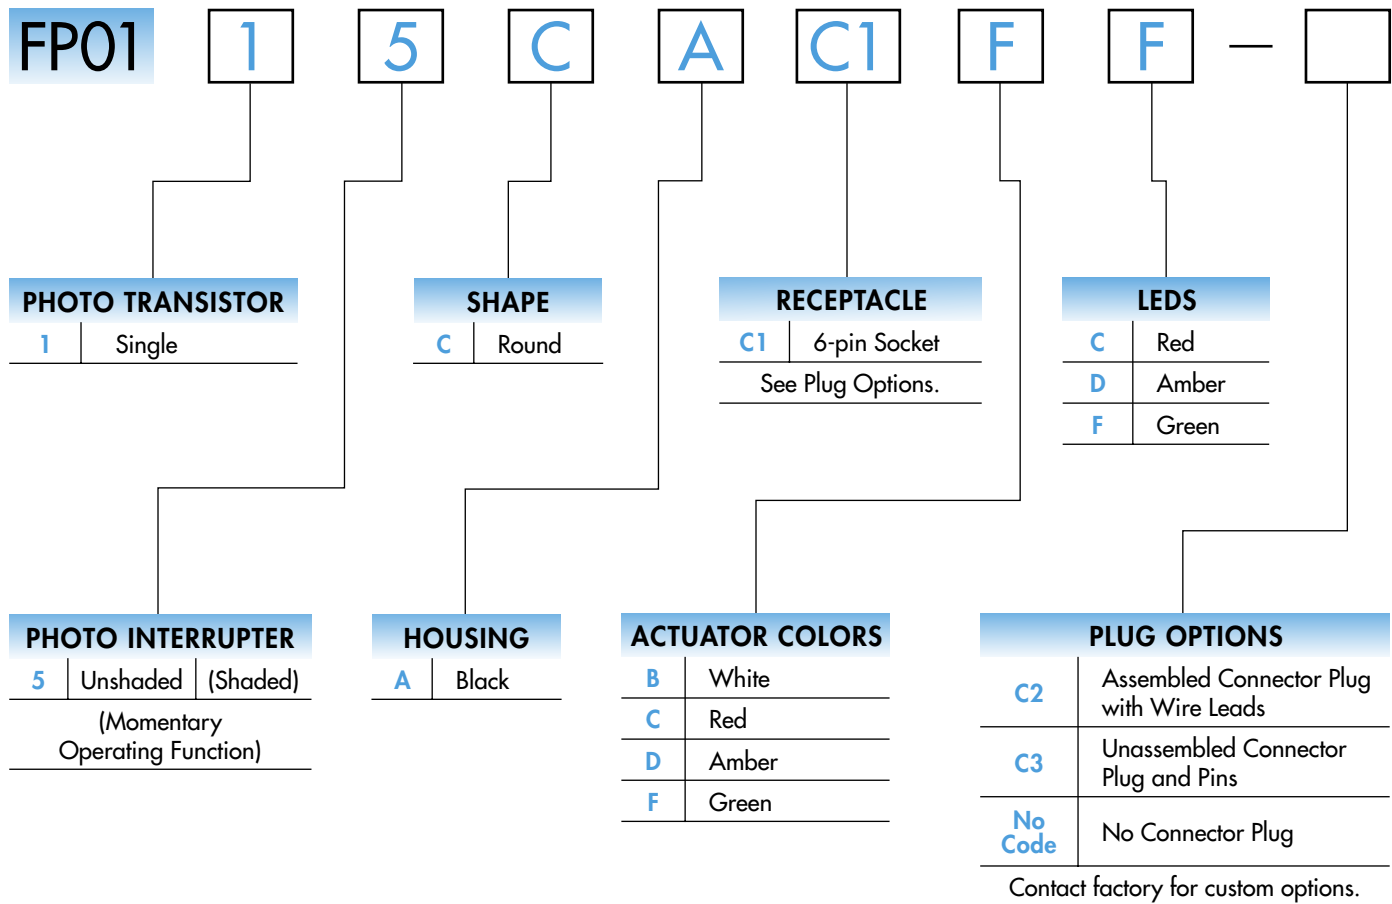 FP01 1 5 C A C1 F F —
PHOTO TRANSISTOR
1 Single
SHAPE
C Round
RECEPTACLE
C1 6-pin Socket
See Plug Options.
LEDS
C Red
D Amber
F Green
PHOTO INTERRUPTER
5 Unshaded (Shaded)
(Momentary
Operating Function)
HOUSING
A Black
ACTUATOR COLORS
B White
C Red
D Amber
F Green
PLUG OPTIONS
C2 Assembled Connector Plug
with Wire Leads
C3 Unassembled Connector
Plug and Pins
No
Code No Connector Plug
Contact factory for custom options.